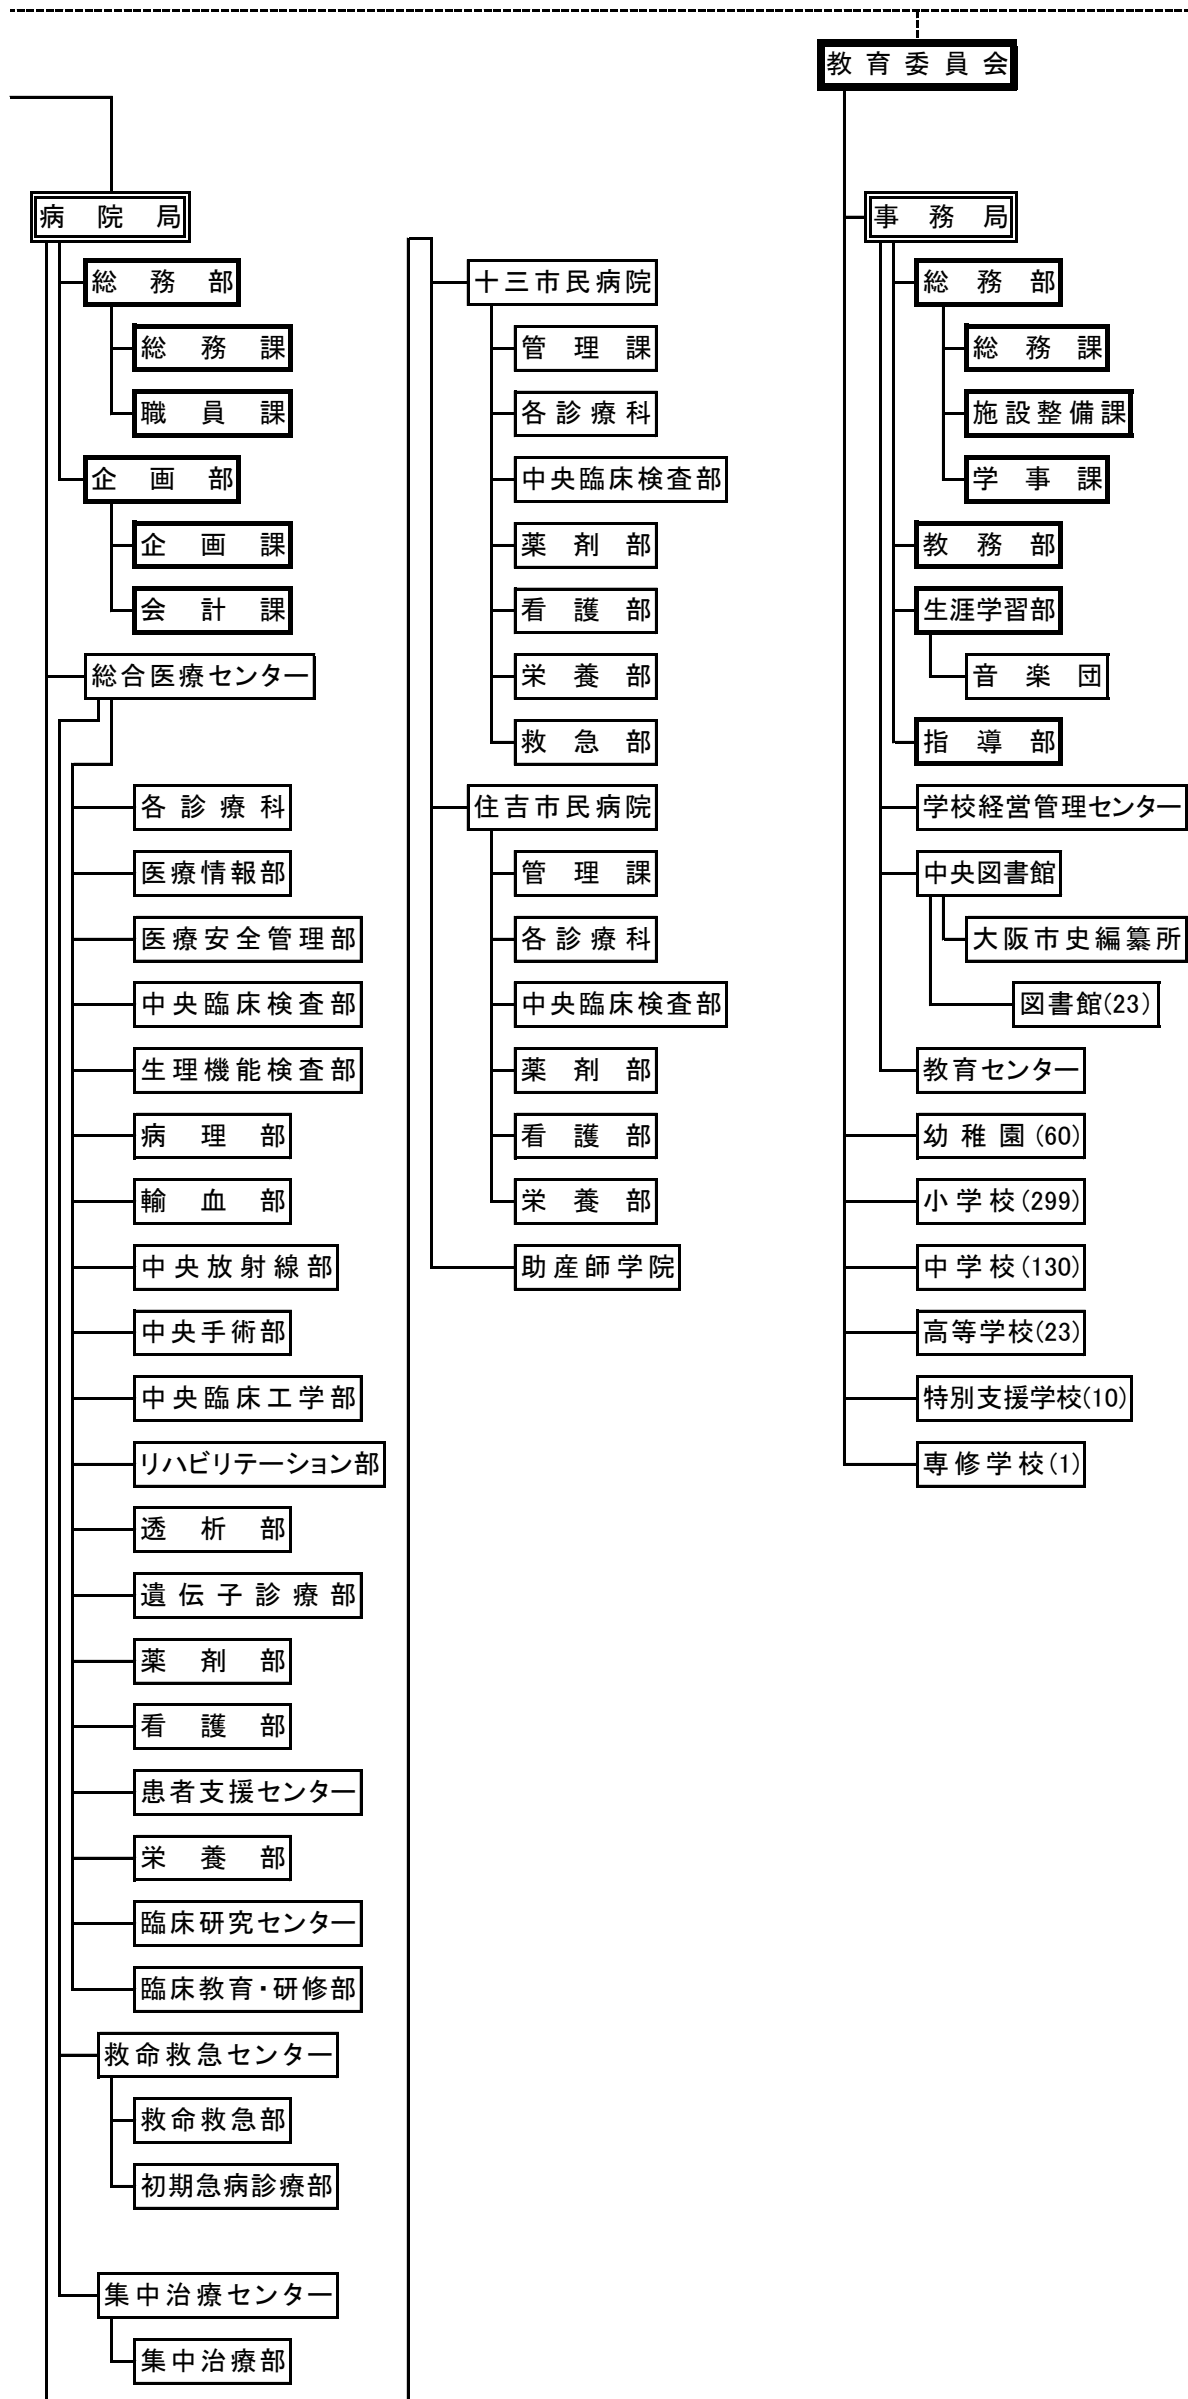 教育委員会
病院局
総務部
総務課
職員課
企画部
企画課
会計課
総合医療センター
各診療科
医療情報部
医療安全管理部
中央臨床検査部
生理機能検査部
病理部
輸血部
中央放射線部
中央手術部
中央臨床工学部
リハビリテーション部
透析部
遺伝子診療部
薬剤部
看護部
患者支援センター
栄養部
臨床研究センター
臨床教育・研修部
救命救急センター
救命救急部
初期急病診療部
集中治療センター
集中治療部
十三市民病院
管理課
各診療科
中央臨床検査部
薬剤部
看護部
栄養部
救急部
住吉市民病院
管理課
各診療科
中央臨床検査部
薬剤部
看護部
栄養部
助産師学院
事務局
総務部
総務課
施設整備課
学事課
教務部
生涯学習部
音楽団
指導部
学校経営管理センター
中央図書館
大阪市史編纂所
図書館(23)
教育センター
幼稚園(60)
小学校(299)
中学校(130)
高等学校(23)
特別支援学校(10)
専修学校(1)